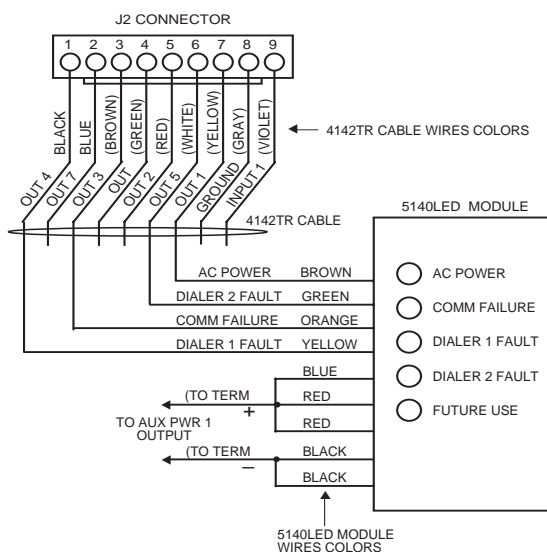 J2 CONNECTOR
1 2 3 4 5 6 7 8 9
BLACK
BLUE
(BROWN)
(GREEN)
(RED)
(WHITE)
(YELLOW)
(GRAY)
(VIOLET)
4142TR CABLE WIRES COLORS
OUT 4
OUT 7
OUT 3
OUT
OUT 2
OUT 5
OUT 1
GROUND
INPUT 1
4142TR CABLE
5140LED MODULE
AC POWER BROWN
DIALER 2 FAULT GREEN
COMM FAILURE ORANGE
DIALER 1 FAULT YELLOW
AC POWER
COMM FAILURE
DIALER 1 FAULT
DIALER 2 FAULT
FUTURE USE
BLUE
(TO TERM RED
+
TO AUX PWR 1
OUTPUT
RED
(TO TERM BLACK
–
BLACK
5140LED MODULE
WIRES COLORS